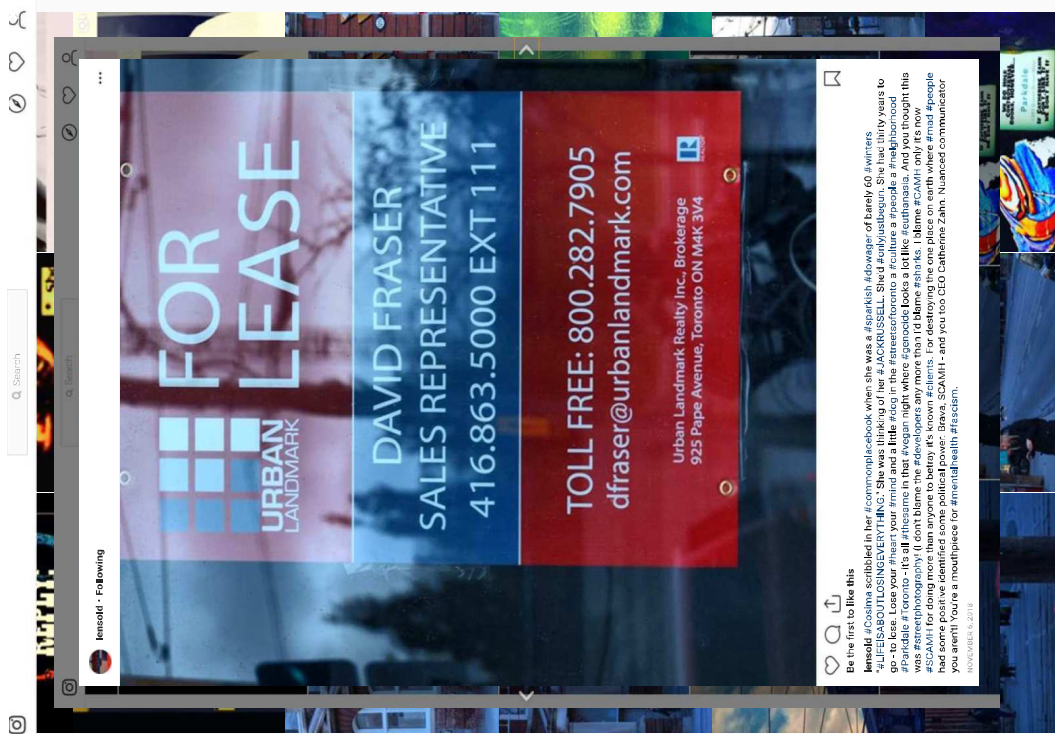 Search
Search
lensold • Following
URBAN
LANDMARK
FOR
LEASE
DAVID FRASER
SALES REPRESENTATIVE
416.863.5000 EXT 111
TOLL FREE: 800.282.7905
dfraser@urbanlandmark.com
Urban Landmark Realty Inc., Brokerage
925 Pape Avenue, Toronto ON M4K 3V4
R
REALTOR
Be the first to like this
lensold #Cosima scribbled in her #commonplacebook when she was a #sparkish #dowager of barely 60 #winters
"#LIFEISABOUTLOSINGEVERYTHING." She was thinking of her #JACKRUSSELL. She'd #onlyjustbegun. She had thirty years to
go - to lose. Lose your #heart your #mind and a little #dog in the #streetsoftoronto a #culture a #people a #neighborhood
#Parkdale #Toronto - it's all #thesame in that #vegan night where #genocide looks a lot like #euthanasia. And you thought this
was #streetphotography! (I don't blame the #developers any more than i'd blame #sharks. I blame #CAMH only it's now
#SCAMH for doing more than anyone to betray it's known #clients. For destroying the one place on earth where #mad #people
had some positive identified some political power. Brava, SCAMH - and you too CEO Catherine Zahn. Nuanced communicator
you aren't! You're a mouthpiece for #mentalhealth #fascism.
NOVEMBER 6, 2018
Parkdale